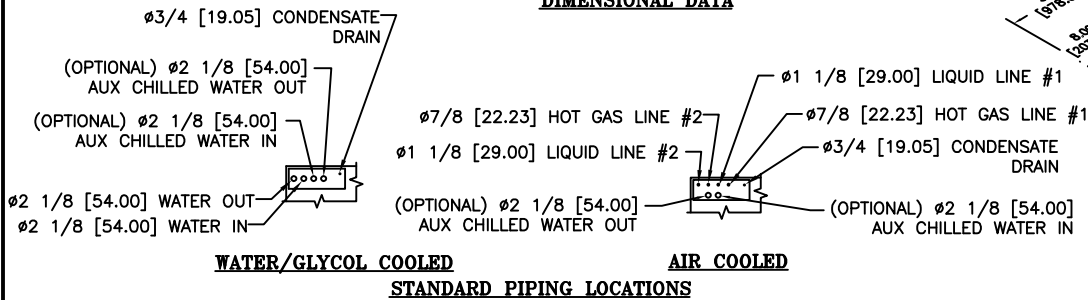 DIMENSIONAL DATA
ø3/4 [19.05] CONDENSATE
DRAIN
(OPTIONAL) ø2 1/8 [54.00]
AUX CHILLED WATER OUT
(OPTIONAL) ø2 1/8 [54.00]
AUX CHILLED WATER IN
ø2 1/8 [54.00] WATER OUT
ø2 1/8 [54.00] WATER IN
WATER/GLYCOL COOLED
ø1 1/8 [29.00] LIQUID LINE #1
ø7/8 [22.23] HOT GAS LINE #2
ø7/8 [22.23] HOT GAS LINE #1
ø1 1/8 [29.00] LIQUID LINE #2
ø3/4 [19.05] CONDENSATE
DRAIN
(OPTIONAL) ø2 1/8 [54.00]
AUX CHILLED WATER OUT
(OPTIONAL) ø2 1/8 [54.00]
AUX CHILLED WATER IN
AIR COOLED
STANDARD PIPING LOCATIONS